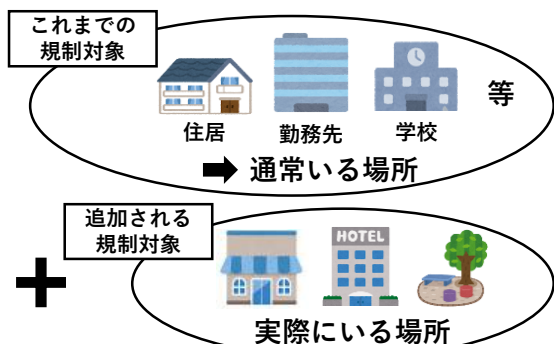 これまでの
規制対象
住居
勤務先
学校
等
➡ 通常いる場所
追加される
規制対象
+
HOTEL
実際にいる場所